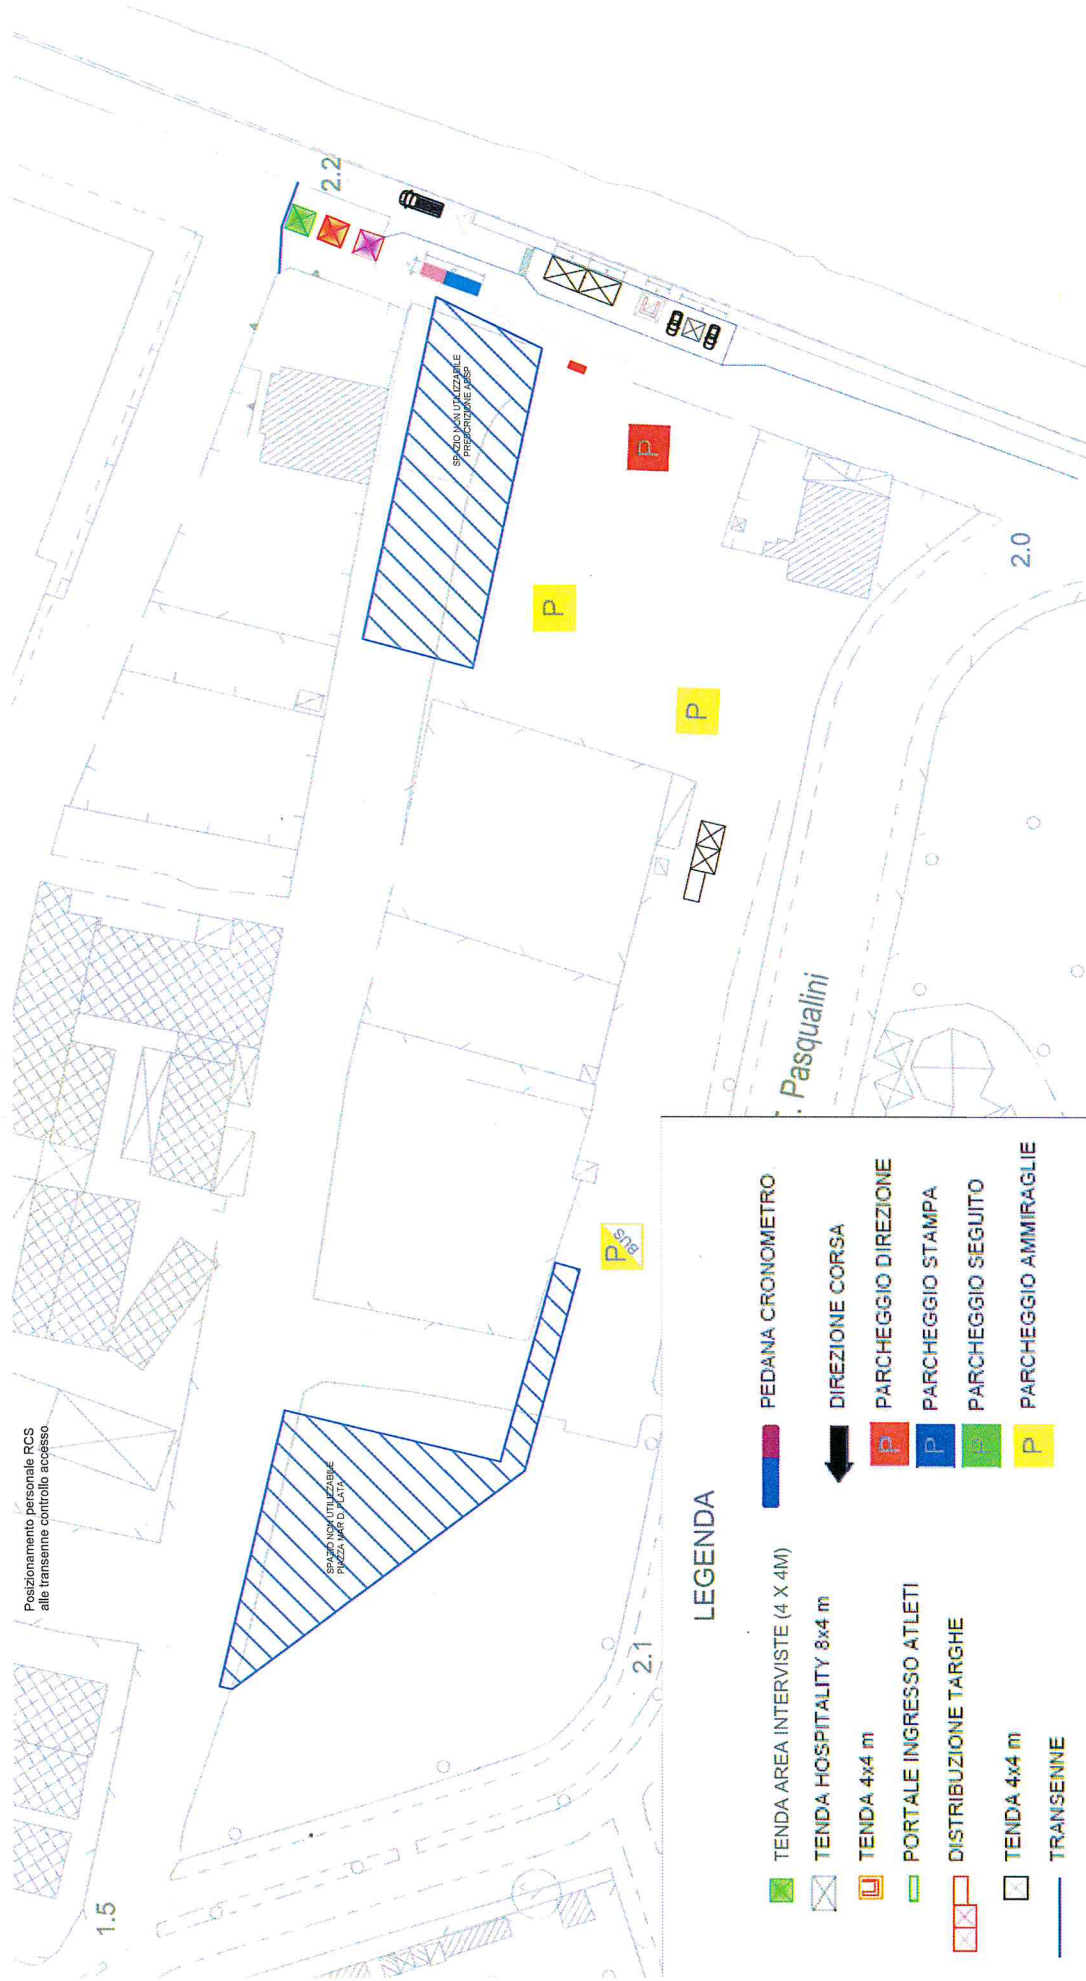 Posizionamento personale RCS
alle transenne controllo accesso
1.5
SPAZIO NON UTILIZZABILE
PIAZZA MAR D. PLATA
2.1
P
BUS
P
P
P
SPAZIO NON UTILIZZABILE
PRESCRIZIONE ADSP
2.2
2.0
. Pasqualini
LEGENDA
TENDA AREA INTERVISTE (4 X 4M)
TENDA HOSPITALITY 8x4 m
TENDA 4x4 m
PORTALE INGRESSO ATLETI
DISTRIBUZIONE TARGHE
TENDA 4x4 m
TRANSENNE
PEDANA CRONOMETRO
DIREZIONE CORSA
P PARCHEGGIO DIREZIONE
P PARCHEGGIO STAMPA
P PARCHEGGIO SEGUITO
P PARCHEGGIO AMMIRAGLIE